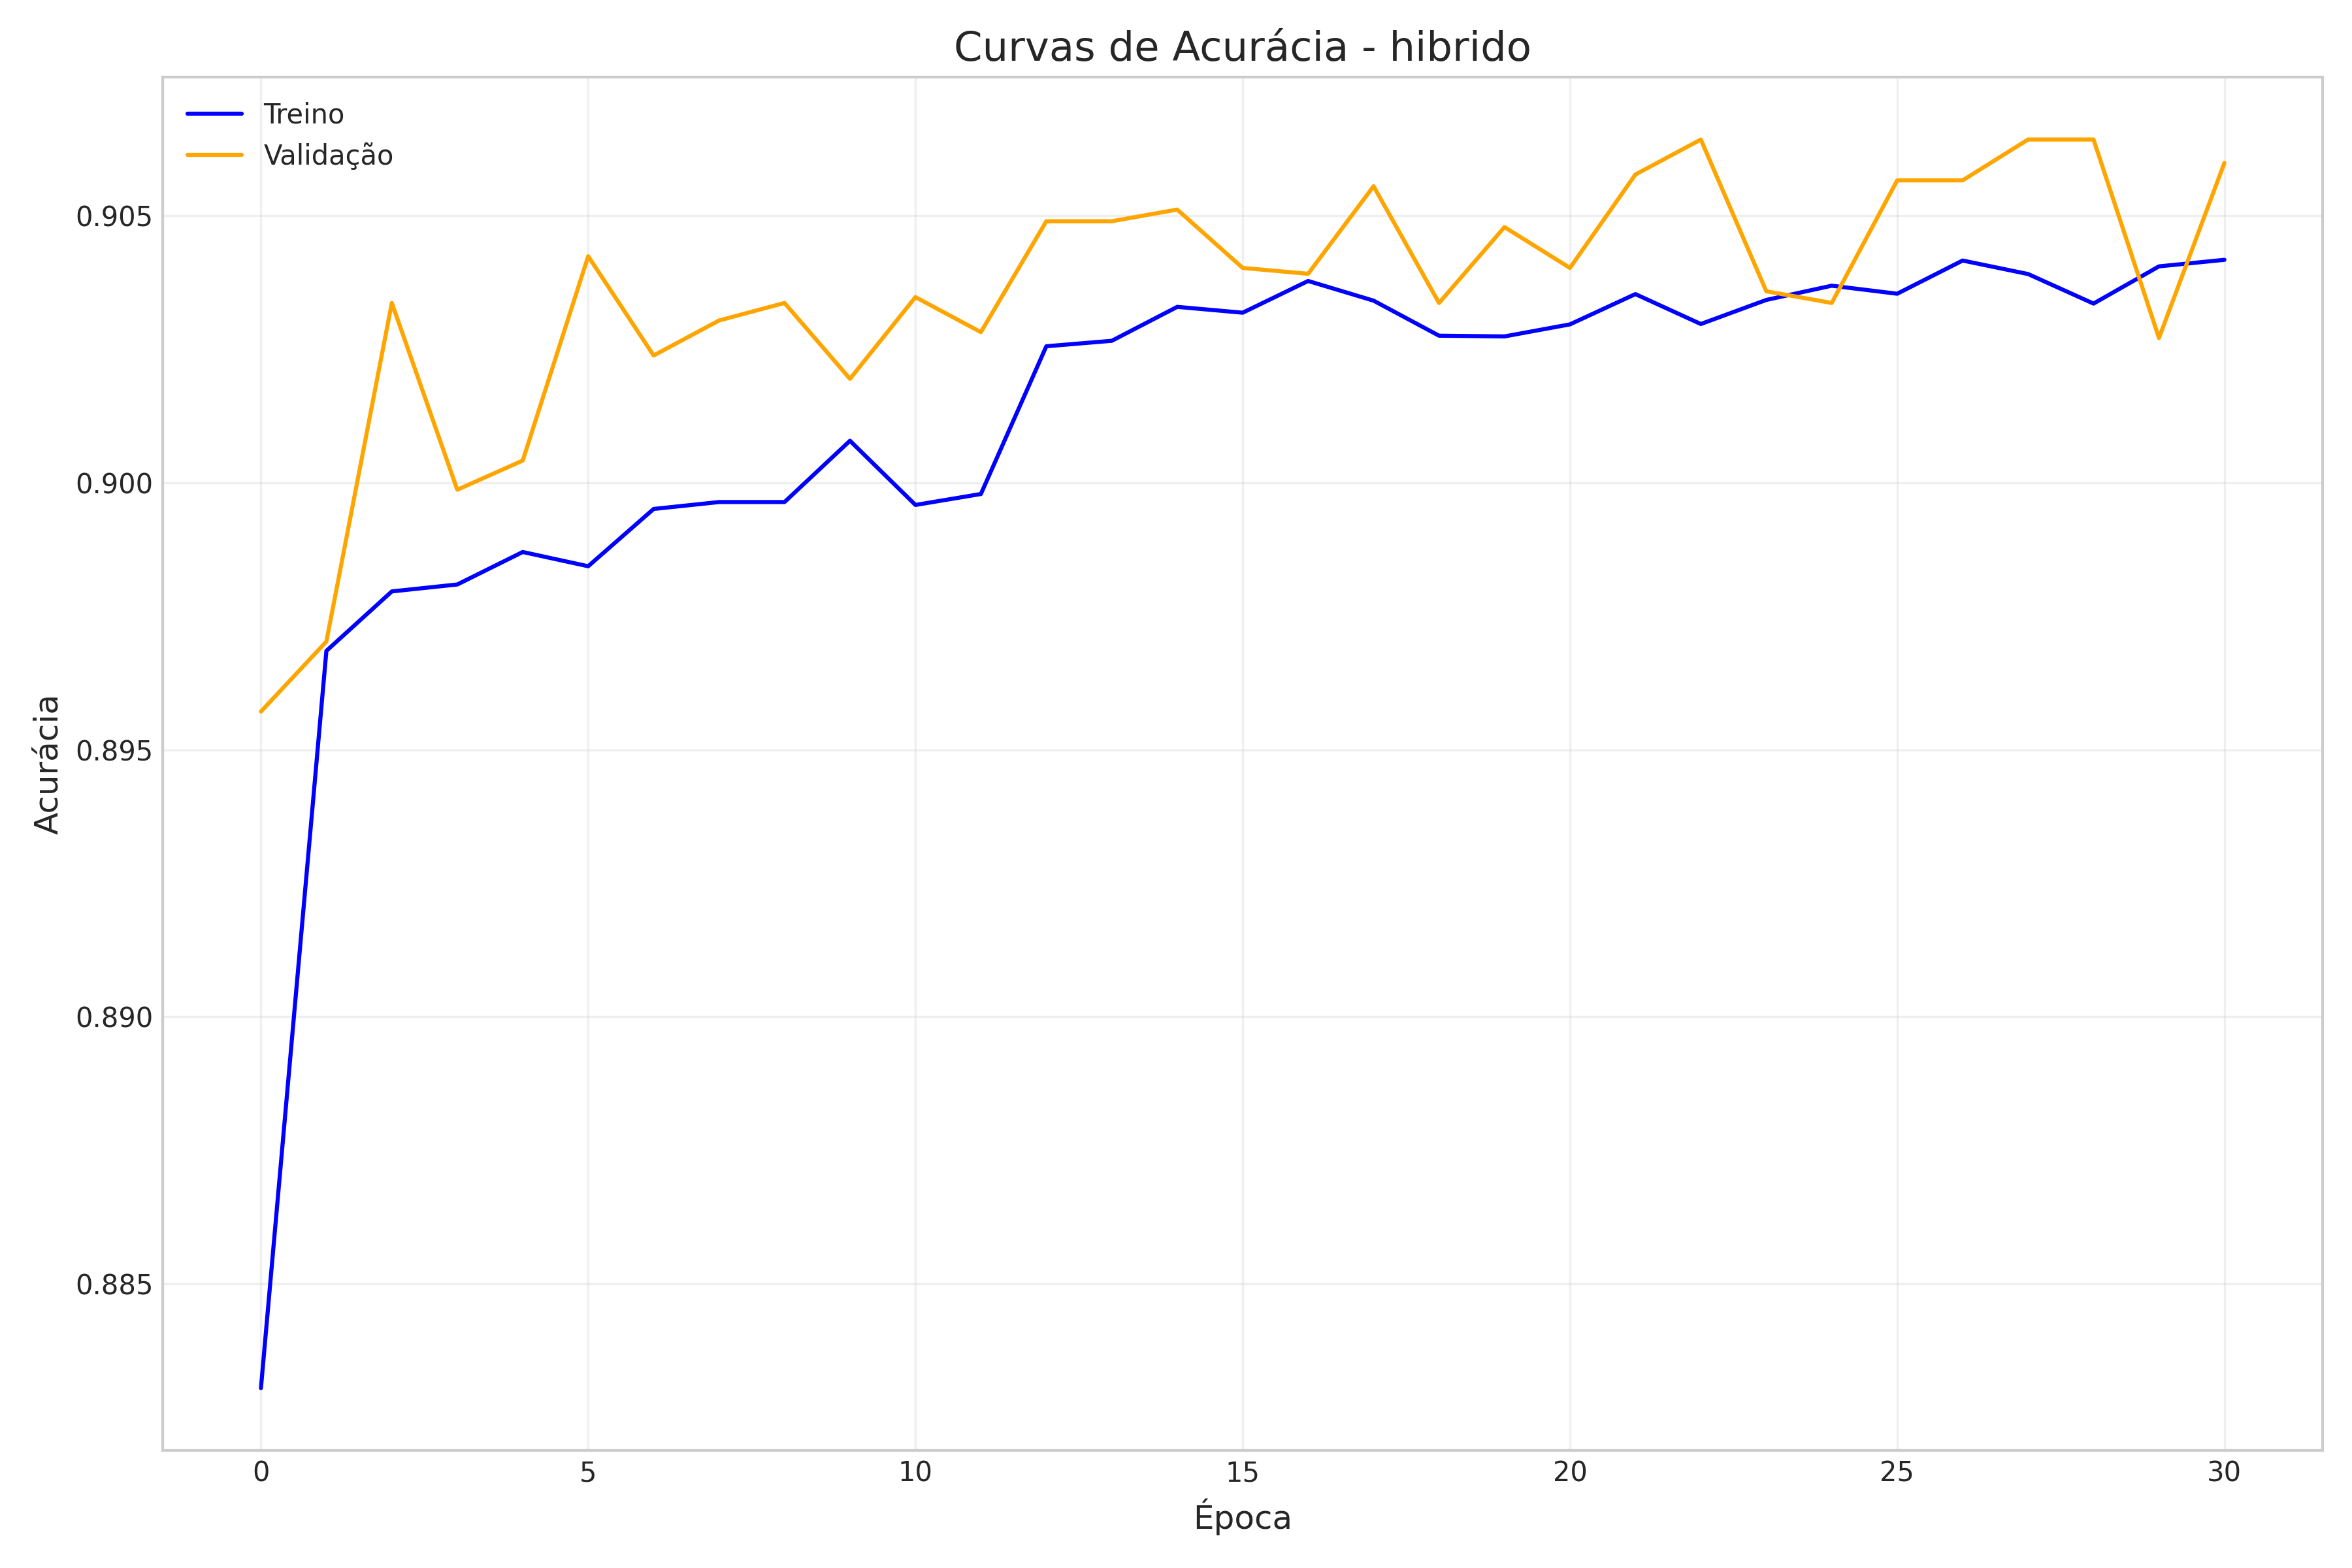 Curvas de Acurácia - hibrido
Treino
Validação
Acurácia
0.905
0.900
0.895
0.890
0.885
0 5 10 15 20 25 30
Época